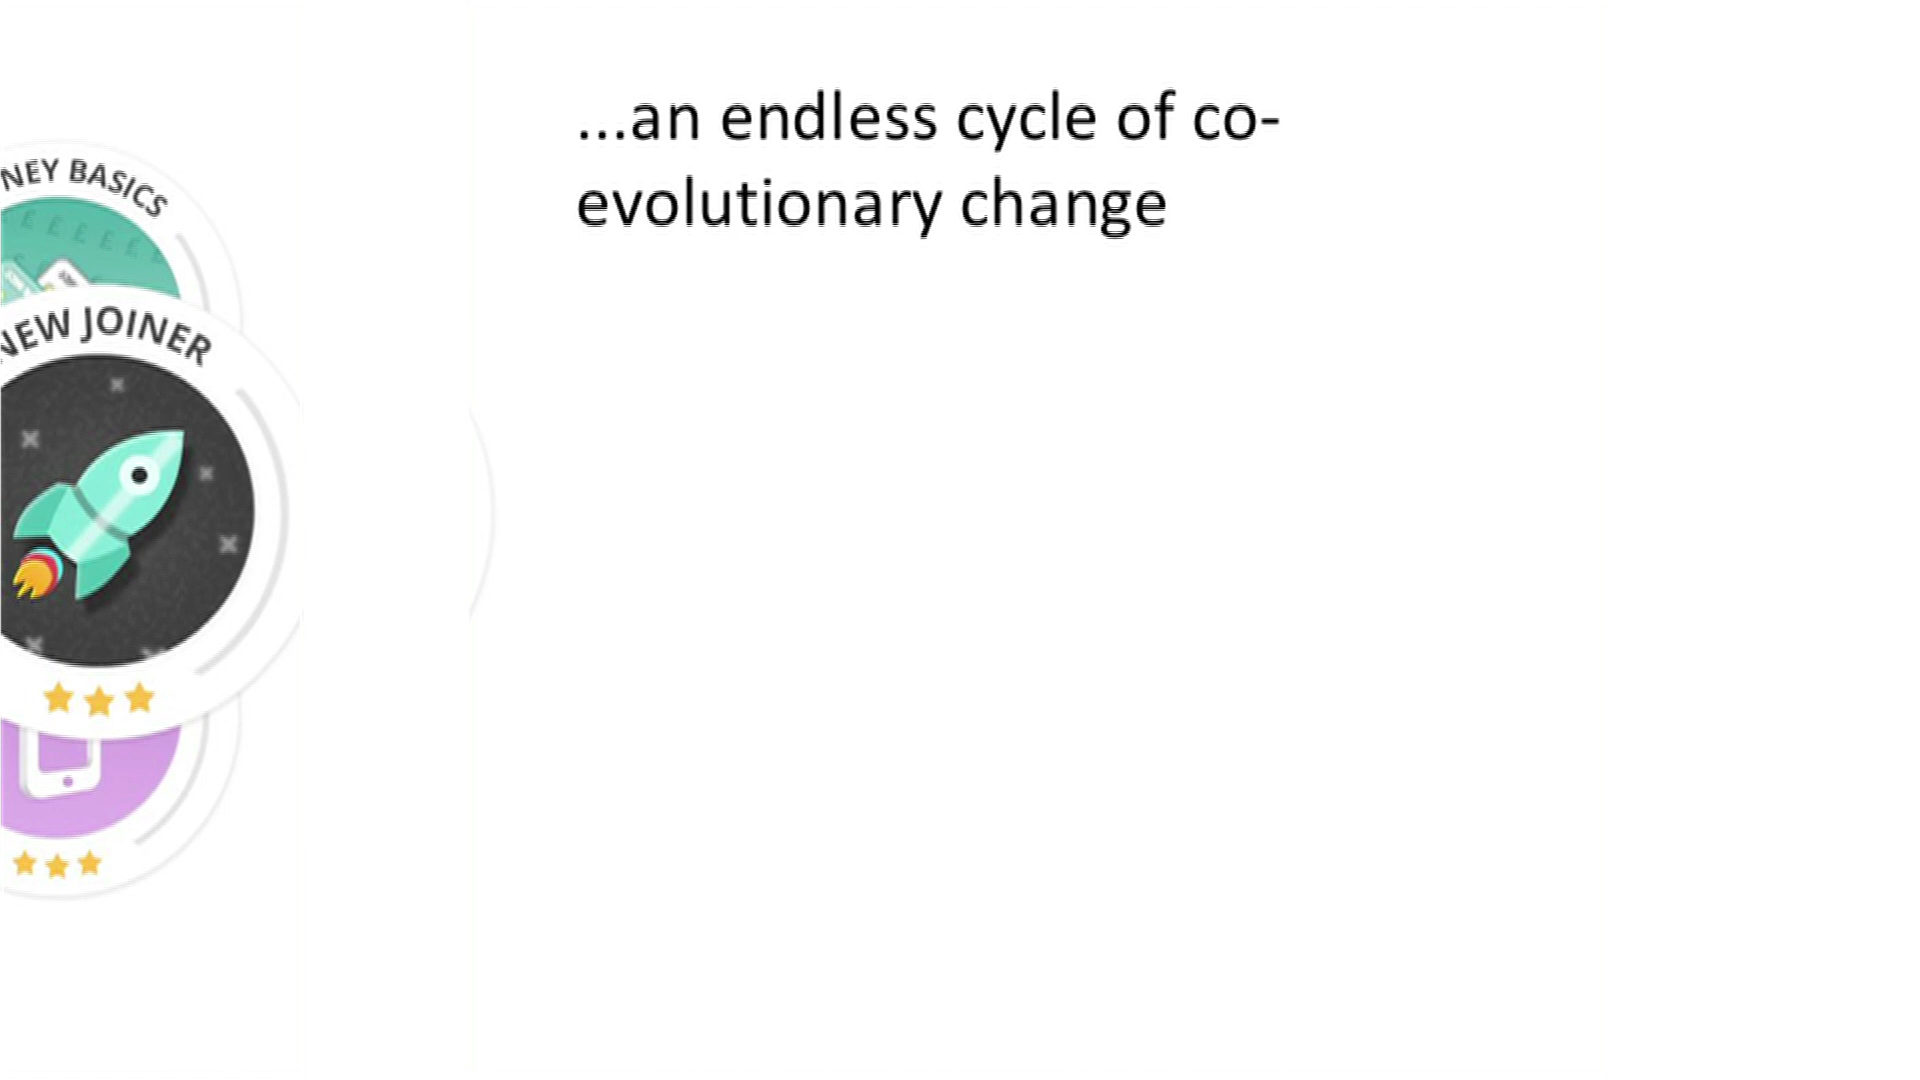 ...an endless cycle of co-
evolutionary change
NEY BASICS
£ £ £ £ £ £
NEW JOINER